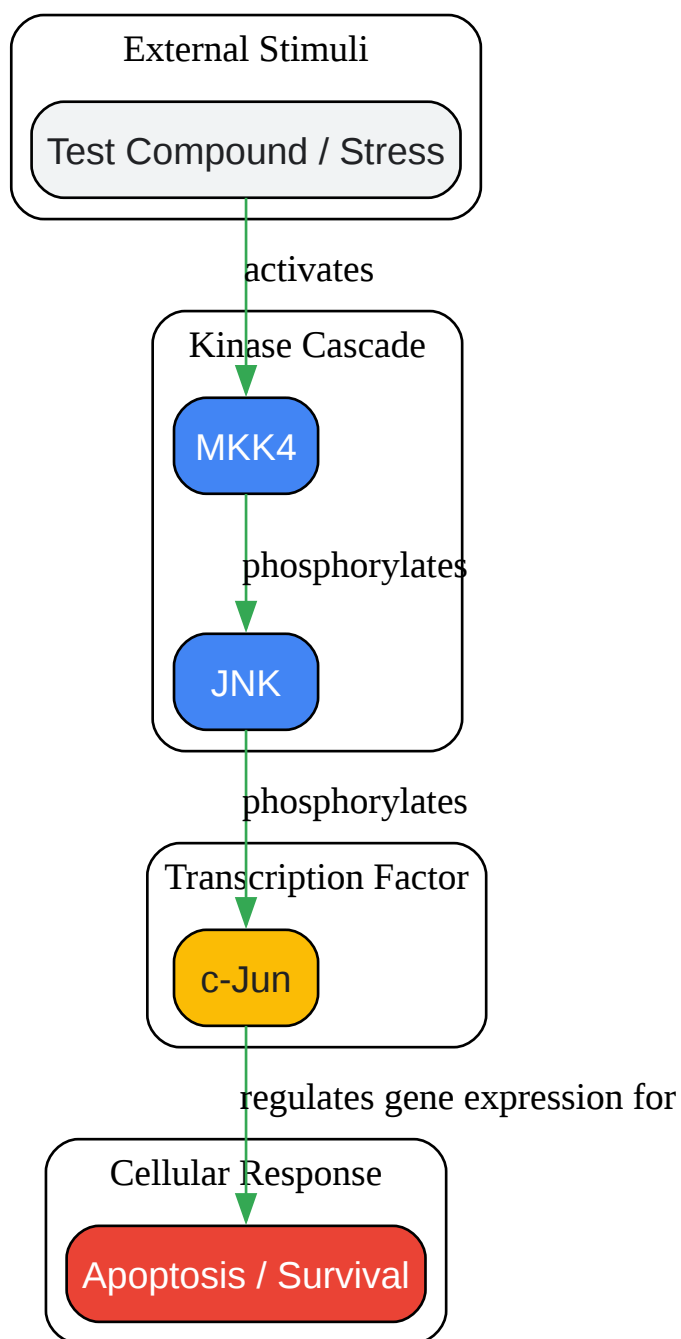 External Stimuli
Test Compound / Stress
activates
Kinase Cascade
MKK4
phosphorylates
JNK
phosphorylates
Transcription Factor
c-Jun
regulates gene expression for
Cellular Response
Apoptosis / Survival